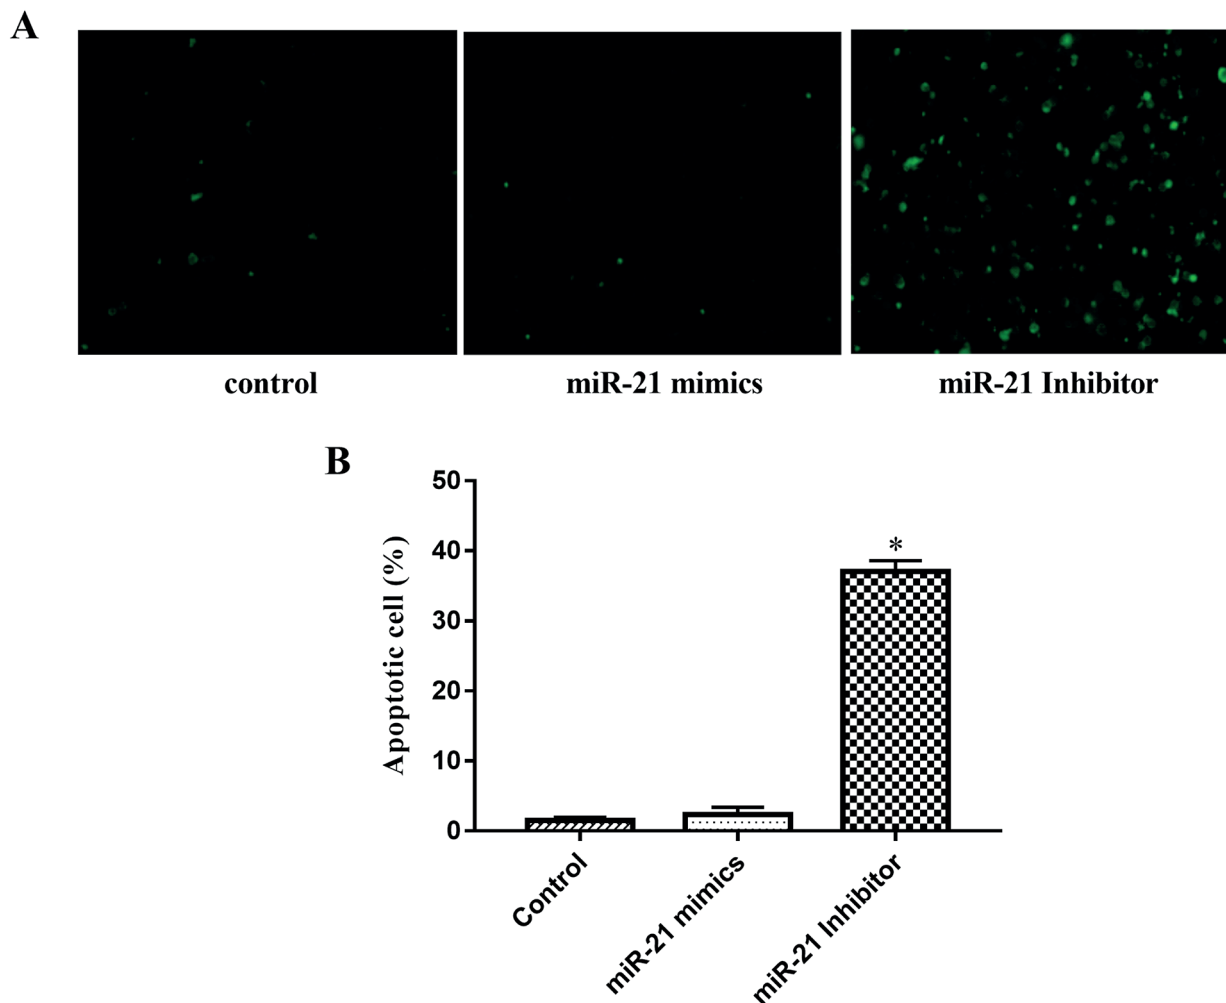 A
control
miR-21 mimics
miR-21 Inhibitor
B
50
40
30
20
10
0
Apoptotic cell (%)
*
Control
miR-21 mimics
miR-21 Inhibitor